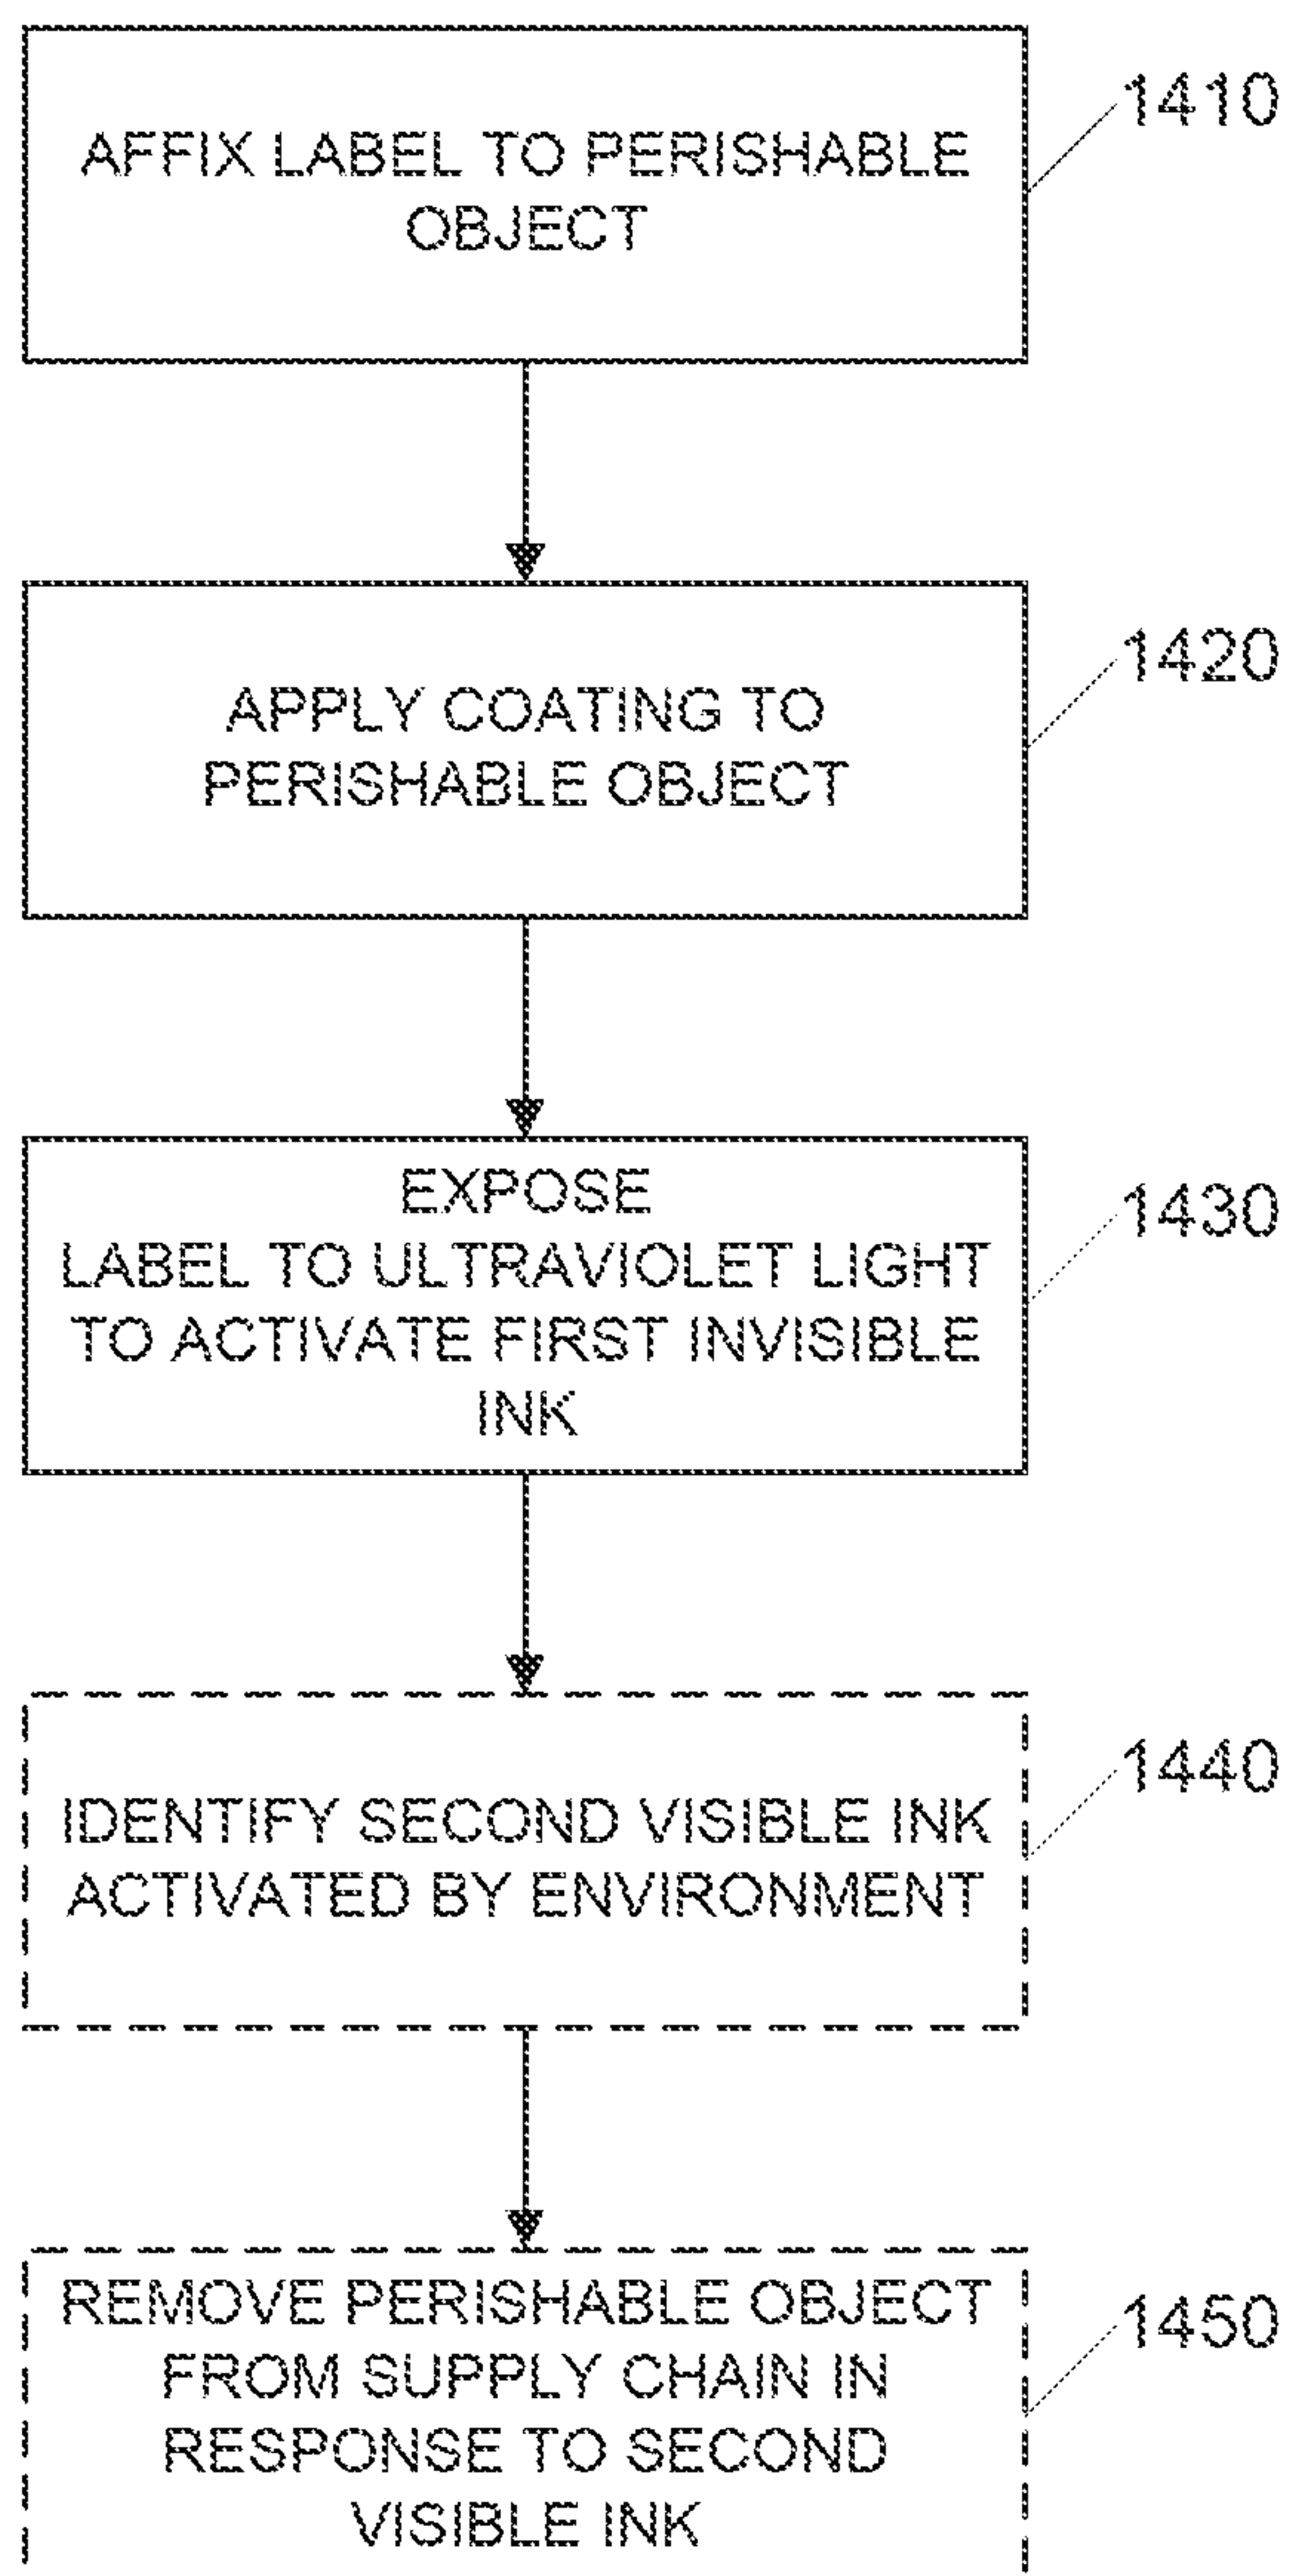 AFFIX LABEL TO PERISHABLE
OBJECT
1410
APPLY COATING TO
PERISHABLE OBJECT
1420
EXPOSE
LABEL TO ULTRAVIOLET LIGHT
TO ACTIVATE FIRST INVISIBLE
INK
1430
IDENTIFY SECOND VISIBLE INK
ACTIVATED BY ENVIRONMENT
1440
REMOVE PERISHABLE OBJECT
FROM SUPPLY CHAIN IN
RESPONSE TO SECOND
VISIBLE INK
1450